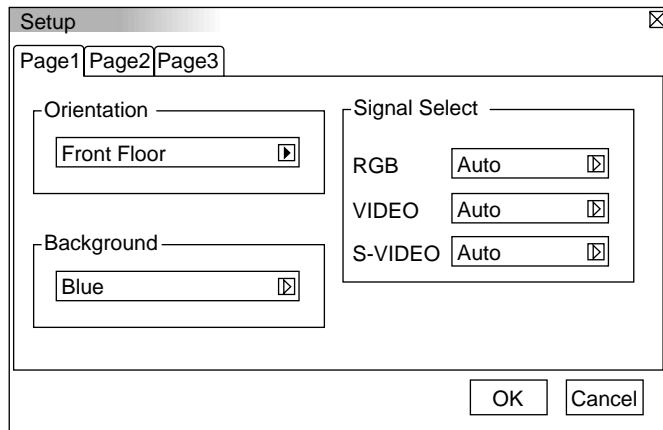 Setup
Page1 Page2 Page3
Orientation
Front Floor
Background
Blue
Signal Select
RGB Auto
VIDEO Auto
S-VIDEO Auto
OK Cancel